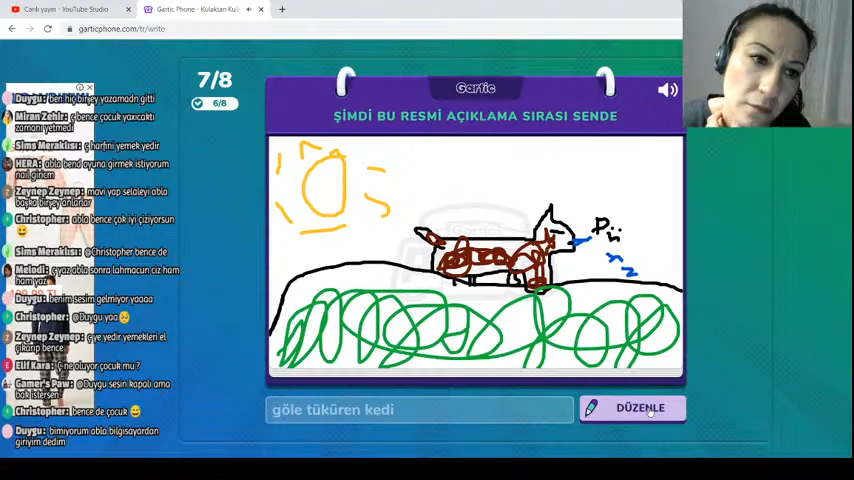 Canlı yayın - YouTube Studio
Gartic Phone - Kulaktan Kula
garticphone.com/tr/write
7/8
6/8
Gartic
ŞİMDİ BU RESMİ AÇIKLAMA SIRASI SENDE
Duygu: ben hiç birşey yazamadn gitti
Miran Zehir: ç bence çocuk yaxıcaktı
zamanı yetmedi
Sims Meraklısı: ç harfini yemek yedir
HERA: abla bend oyuna girmek istiyorum
nail giricm
Zeynep Zeynep: mavi yap selaleyi abla
başka birşey anlarlar
Christopher: abla bence çok iyi çiziyorsun
Sims Meraklısı: @Christopher bence de
Melodi: ç yaz abla sonra lahmacun ciz ham
ham yaz
Duygu: benim sesim gelmiyo yaaaa
Christopher: @Duygu yaa
Zeynep Zeynep: ç ye yedir yemekleri el
çıkarip bence
Elif Kara: ç ne oluyor çocuk mu ?
Gamer's Paw: @Duygu sesin kapalı ama
bak istersen
Christopher: bence de çocuk
Duygu: bimiyorum abla bilgisayardan
giriyim dedim
göle tüküren kedi
DÜZENLE